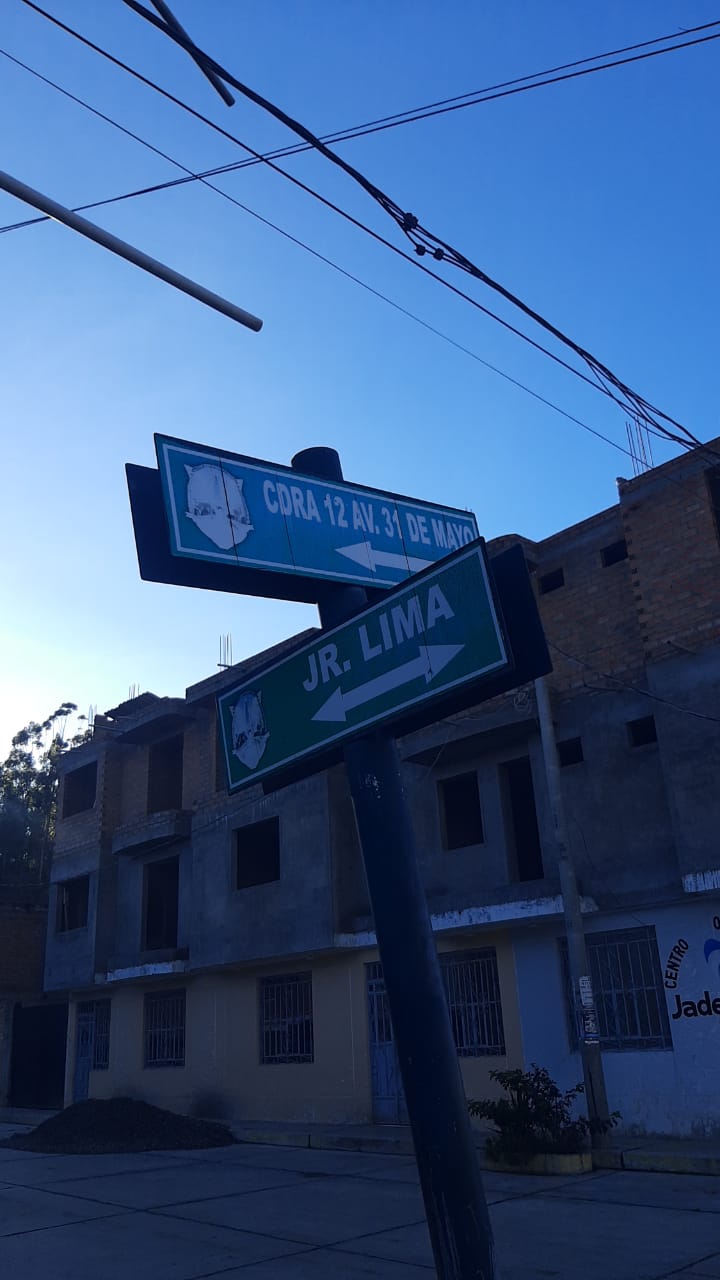 CDRA 12 AV. 31 DE MAYO
JR. LIMA
CENTRO
Jade